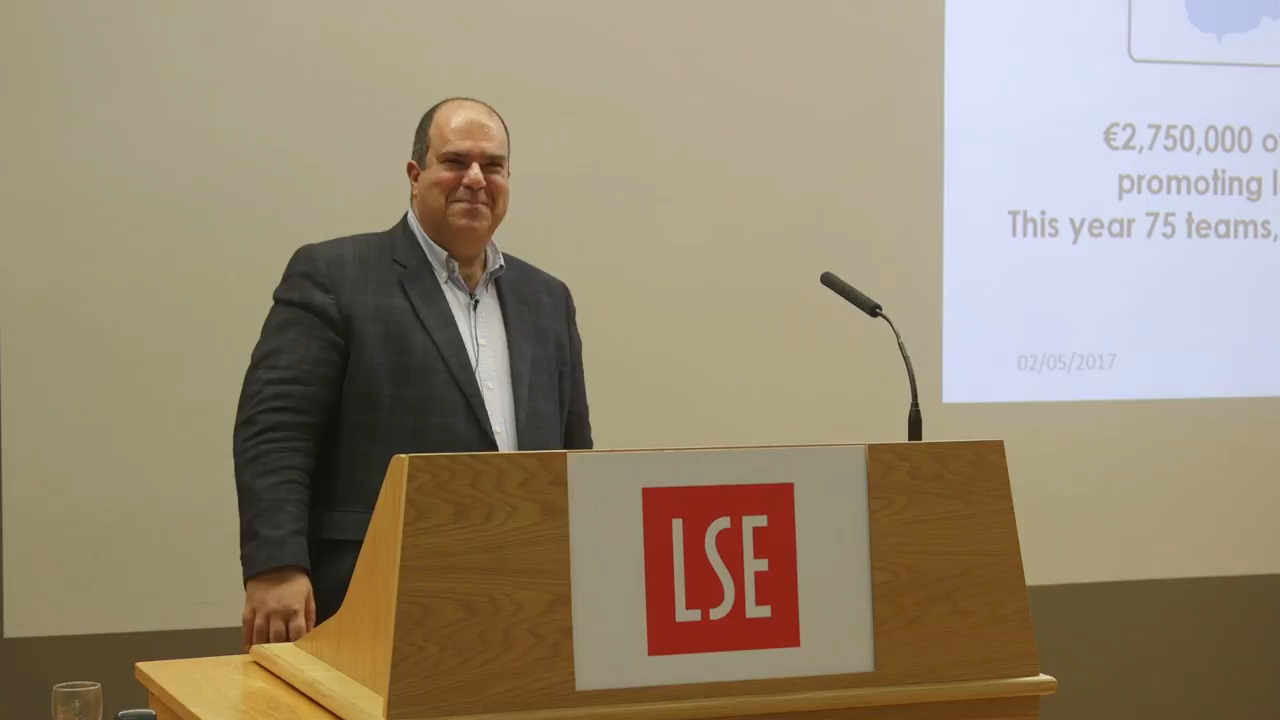 €2,750,000 o
promoting l
This year 75 teams,
02/05/2017
LSE